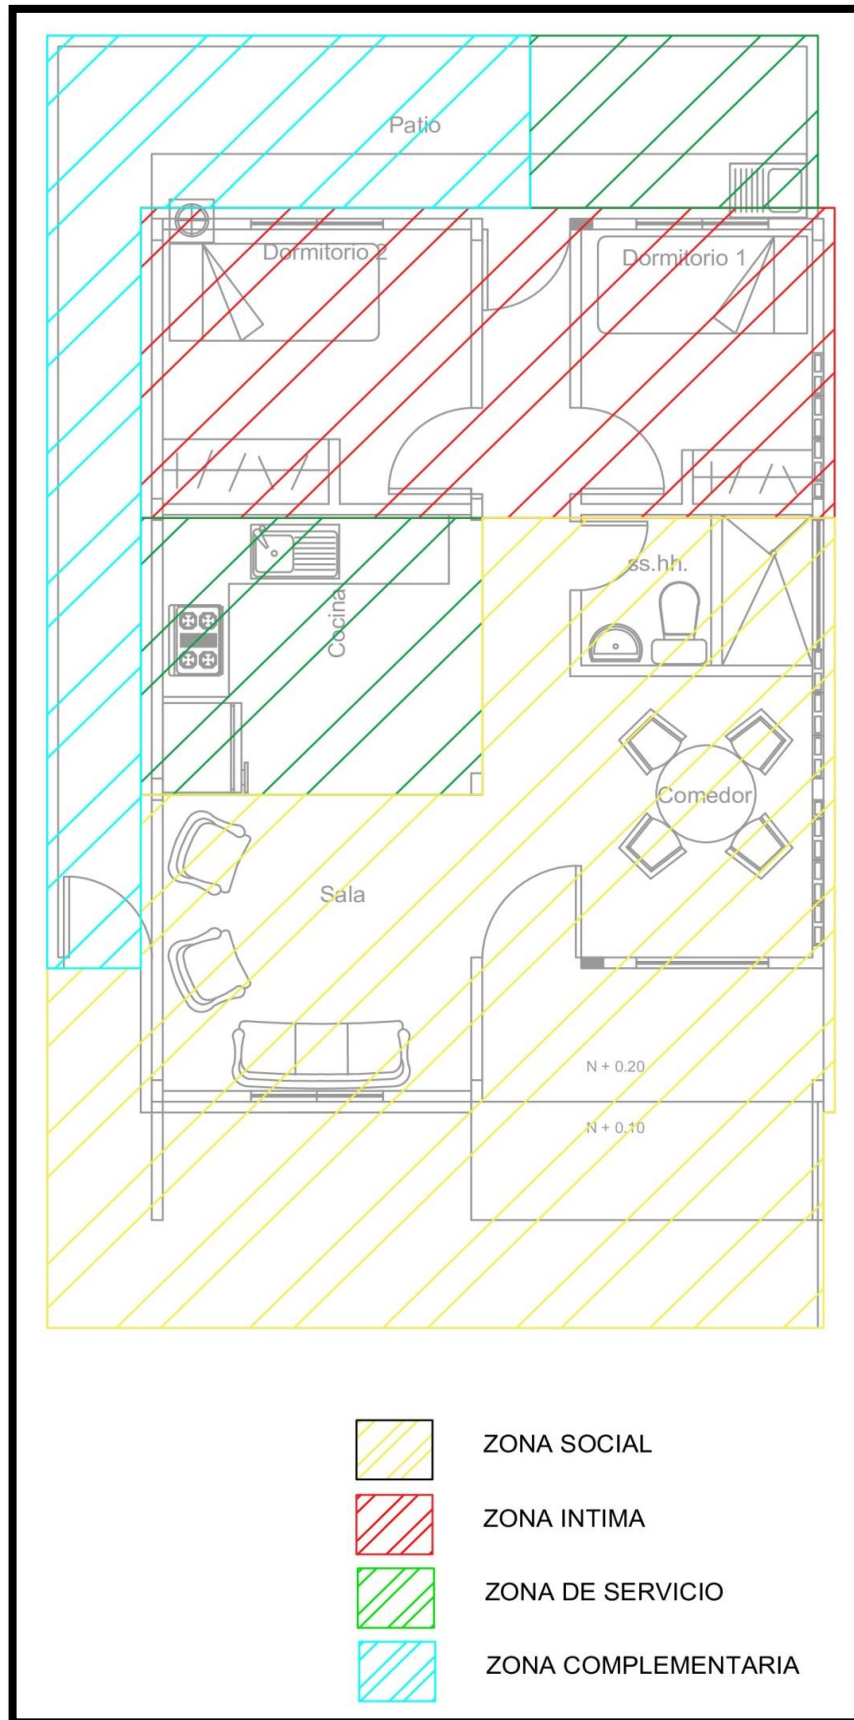 Patio
Dormitorio 2
Dormitorio 1
ss.hh.
Cocina
Comedor
Sala
N + 0.20
N + 0.10
ZONA SOCIAL
ZONA INTIMA
ZONA DE SERVICIO
ZONA COMPLEMENTARIA